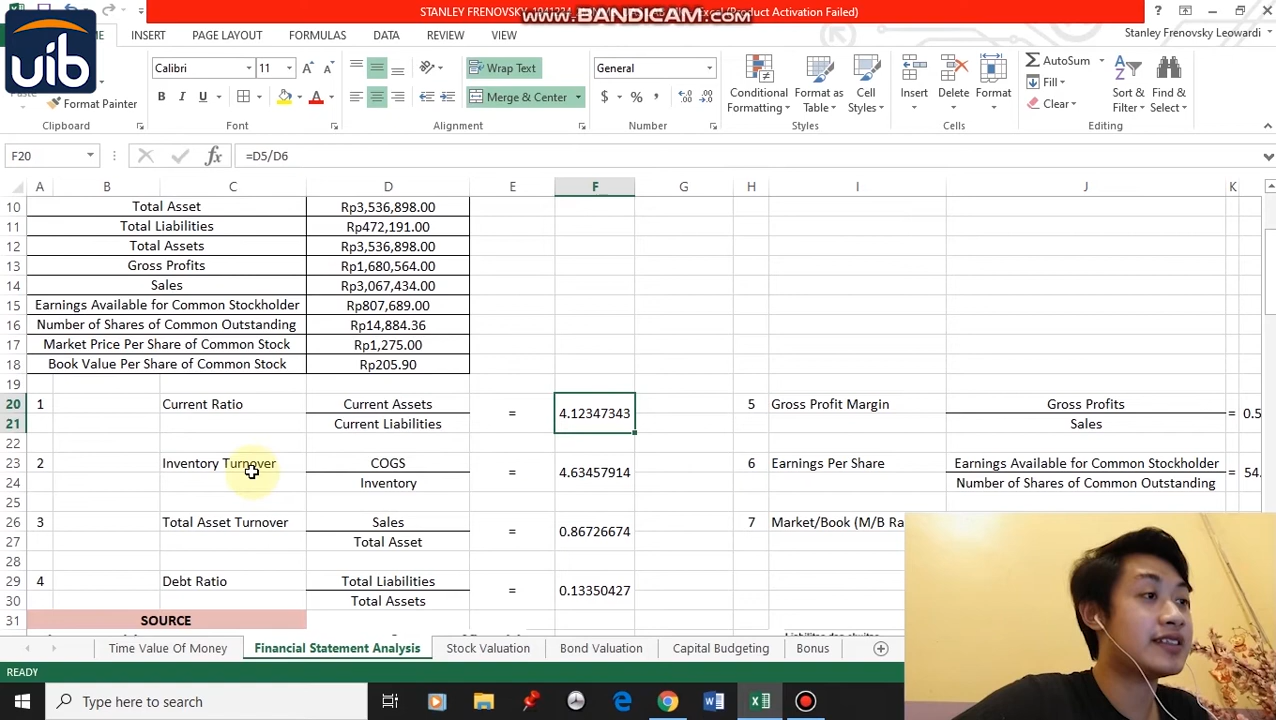 STANLEY FRENOVSKY
Excel (Product Activation Failed)
www.BANDICAM.com
uib
INSERT PAGE LAYOUT FORMULAS DATA REVIEW VIEW
Stanley Frenovsky Leowardi
Calibri 11
Wrap Text
General
AutoSum
Fill
Clear
Format Painter
B I U
Merge & Center
$ % ,
Conditional Formatting
Format as Table
Cell Styles
Insert Delete Format
Sort & Filter
Find & Select
Clipboard Font Alignment Number Styles Cells Editing
F20 fx =D5/D6
A B C D E F G H I J K
10 Total Asset Rp3,536,898.00
11 Total Liabilities Rp472,191.00
12 Total Assets Rp3,536,898.00
13 Gross Profits Rp1,680,564.00
14 Sales Rp3,067,434.00
15 Earnings Available for Common Stockholder Rp807,689.00
16 Number of Shares of Common Outstanding Rp14,884.36
17 Market Price Per Share of Common Stock Rp1,275.00
18 Book Value Per Share of Common Stock Rp205.90
19
20 1 Current Ratio Current Assets = 4.12347343 5 Gross Profit Margin Gross Profits = 0.5
21 Current Liabilities Sales
22
23 2 Inventory Turnover COGS = 4.63457914 6 Earnings Per Share Earnings Available for Common Stockholder = 54.
24 Inventory Number of Shares of Common Outstanding
25
26 3 Total Asset Turnover Sales = 0.86726674 7 Market/Book (M/B Ra
27 Total Asset
28
29 4 Debt Ratio Total Liabilities = 0.13350427
30 Total Assets
31 SOURCE
Time Value Of Money Financial Statement Analysis Stock Valuation Bond Valuation Capital Budgeting Bonus
READY
Type here to search